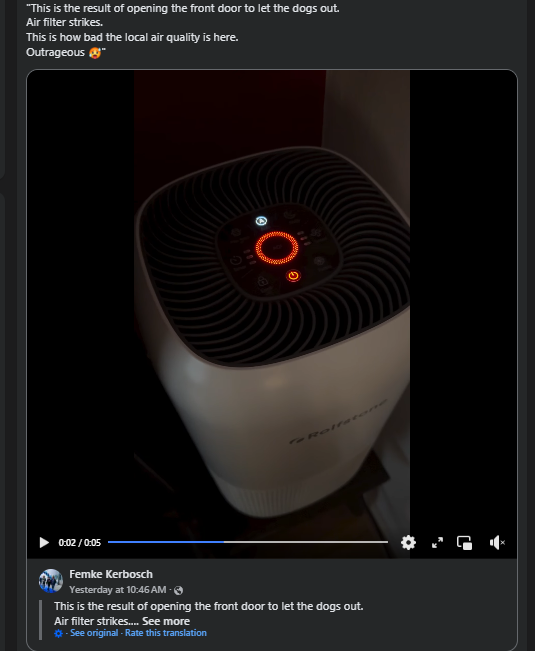 "This is the result of opening the front door to let the dogs out.
Air filter strikes.
This is how bad the local air quality is here.
Outrageous 🥵"
Rolfstone
0:02 / 0:05
Femke Kerbosch
Yesterday at 10:46 AM ·
This is the result of opening the front door to let the dogs out.
Air filter strikes.... See more
· See original · Rate this translation